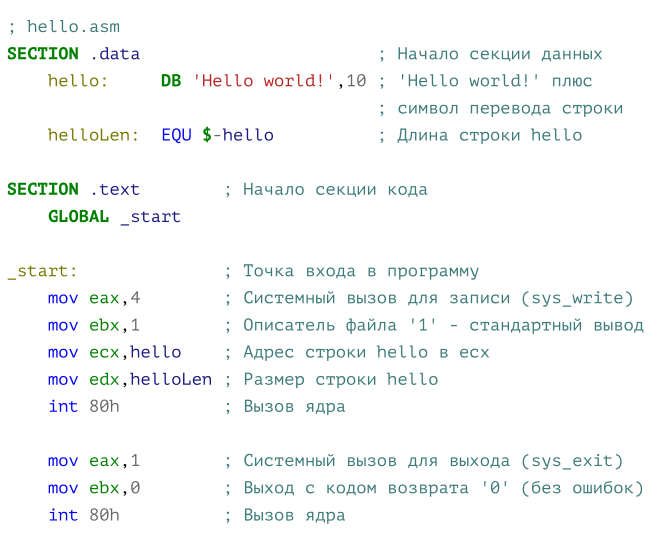 ; hello.asm
SECTION .data                       ; Начало секции данных
    hello:     DB 'Hello world!',10 ; 'Hello world!' плюс
                                    ; символ перевода строки
    helloLen:  EQU $-hello          ; Длина строки hello

SECTION .text        ; Начало секции кода
    GLOBAL _start

_start:              ; Точка входа в программу
    mov eax,4        ; Системный вызов для записи (sys_write)
    mov ebx,1        ; Описатель файла '1' - стандартный вывод
    mov ecx,hello    ; Адрес строки hello в ecx
    mov edx,helloLen ; Размер строки hello
    int 80h          ; Вызов ядра

    mov eax,1        ; Системный вызов для выхода (sys_exit)
    mov ebx,0        ; Выход с кодом возврата '0' (без ошибок)
    int 80h          ; Вызов ядра